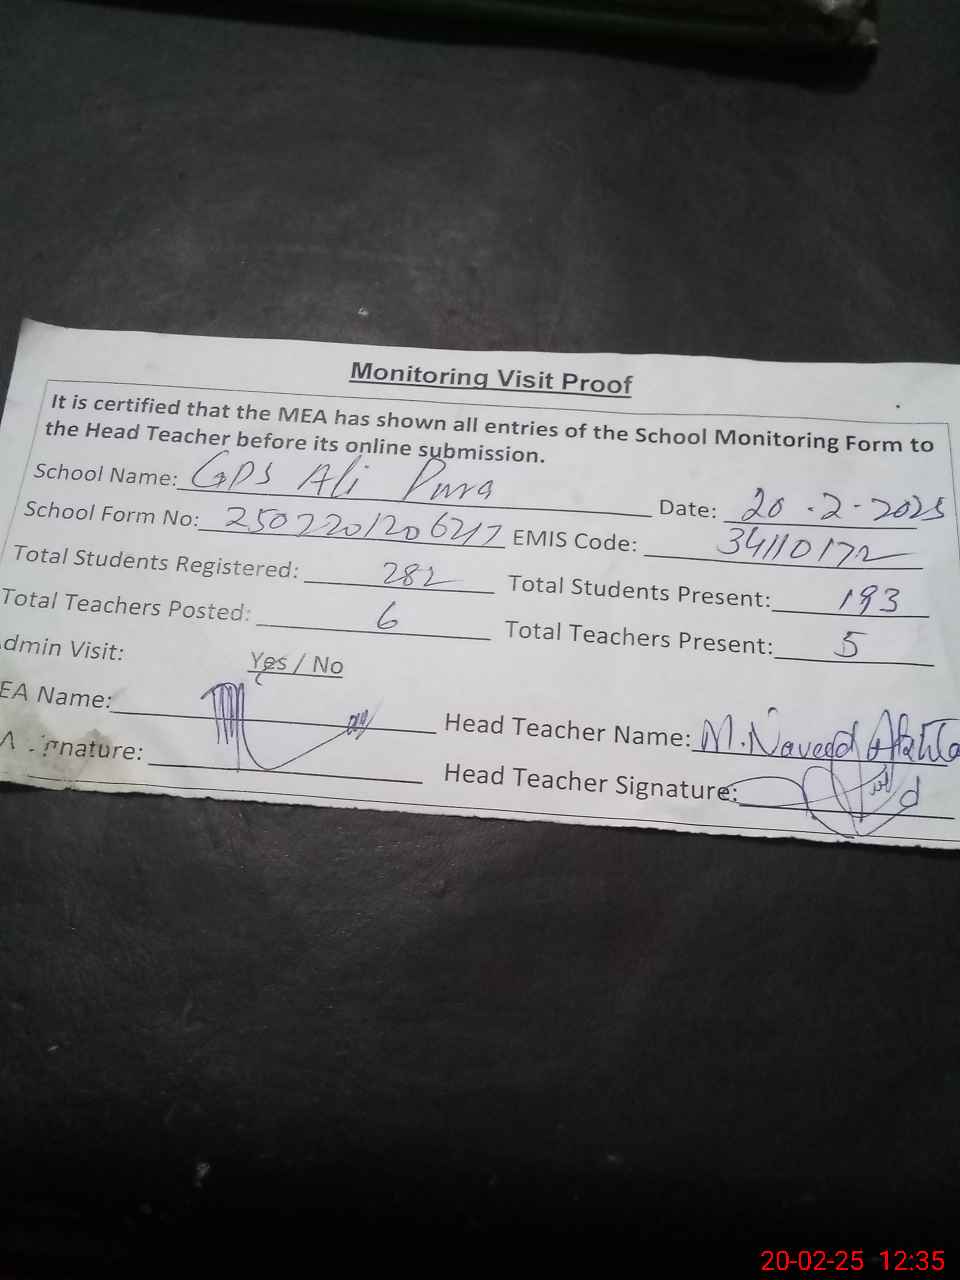 Monitoring Visit Proof
It is certified that the MEA has shown all entries of the School Monitoring Form to
the Head Teacher before its online submission.
School Name: GPS Ali Pura Date: 20-2-2025
School Form No: EMIS Code: 34110172
Total Students Registered: 282 Total Students Present: 193
Total Teachers Posted: 6 Total Teachers Present: 5
dmin Visit: Yes / No
EA Name: Head Teacher Name: M. Naveed
nature: Head Teacher Signature:
20-02-25 12:35